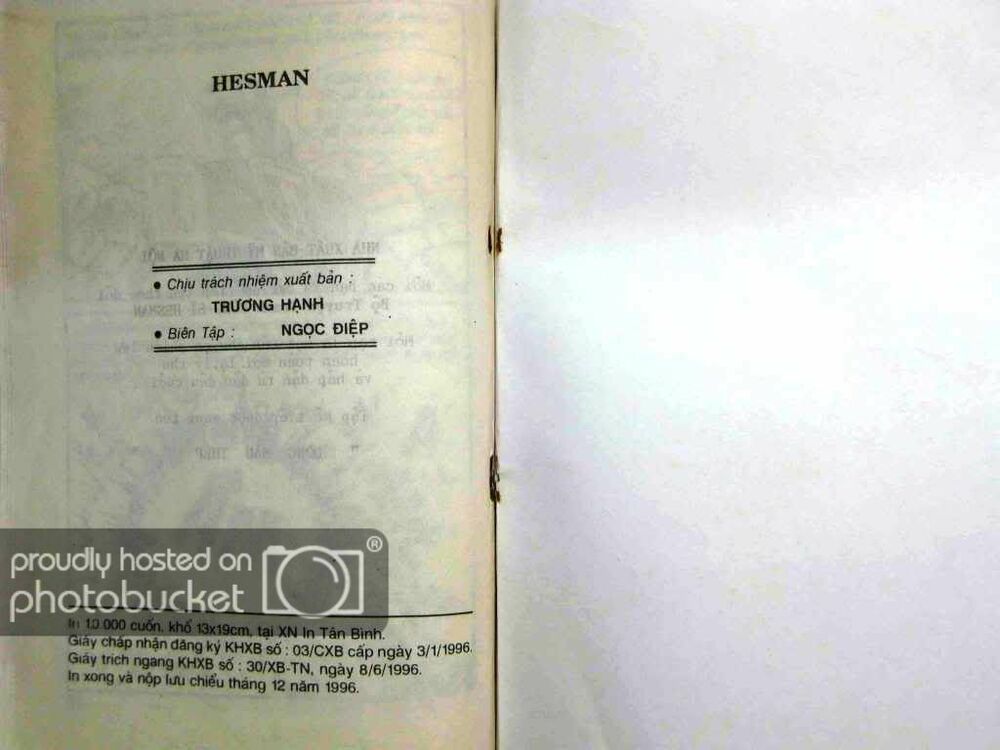 HESMAN
• Chịu trách nhiệm xuất bản :
TRƯƠNG HẠNH
• Biên Tập : NGỌC ĐIỆP
proudly hosted on
photobucket ®
In 10 000 cuốn, khổ 13x19cm, tại XN In Tân Bình.
Giấy chấp nhận đăng ký KHXB số : 03/CXB cấp ngày 3/1/1996.
Giấy trích ngang KHXB số : 30/XB-TN, ngày 8/6/1996.
In xong và nộp lưu chiểu tháng 12 năm 1996.